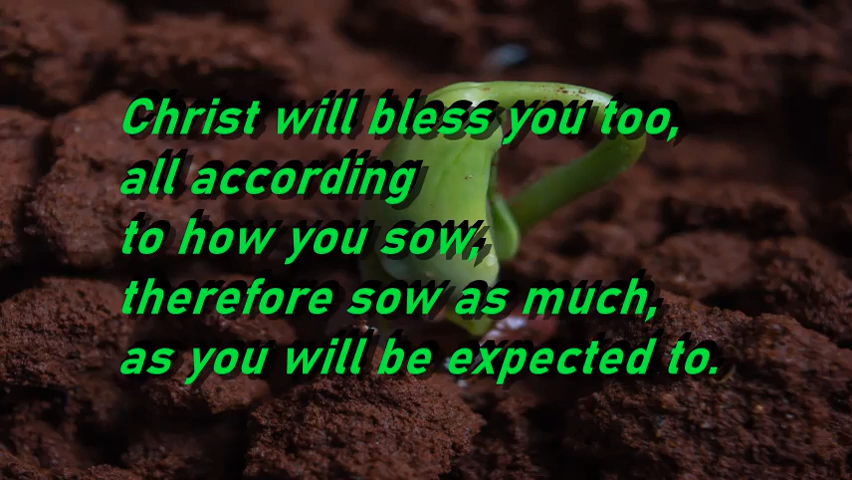 Christ will bless you too,
all according
to how you sow,
therefore sow as much,
as you will be expected to.